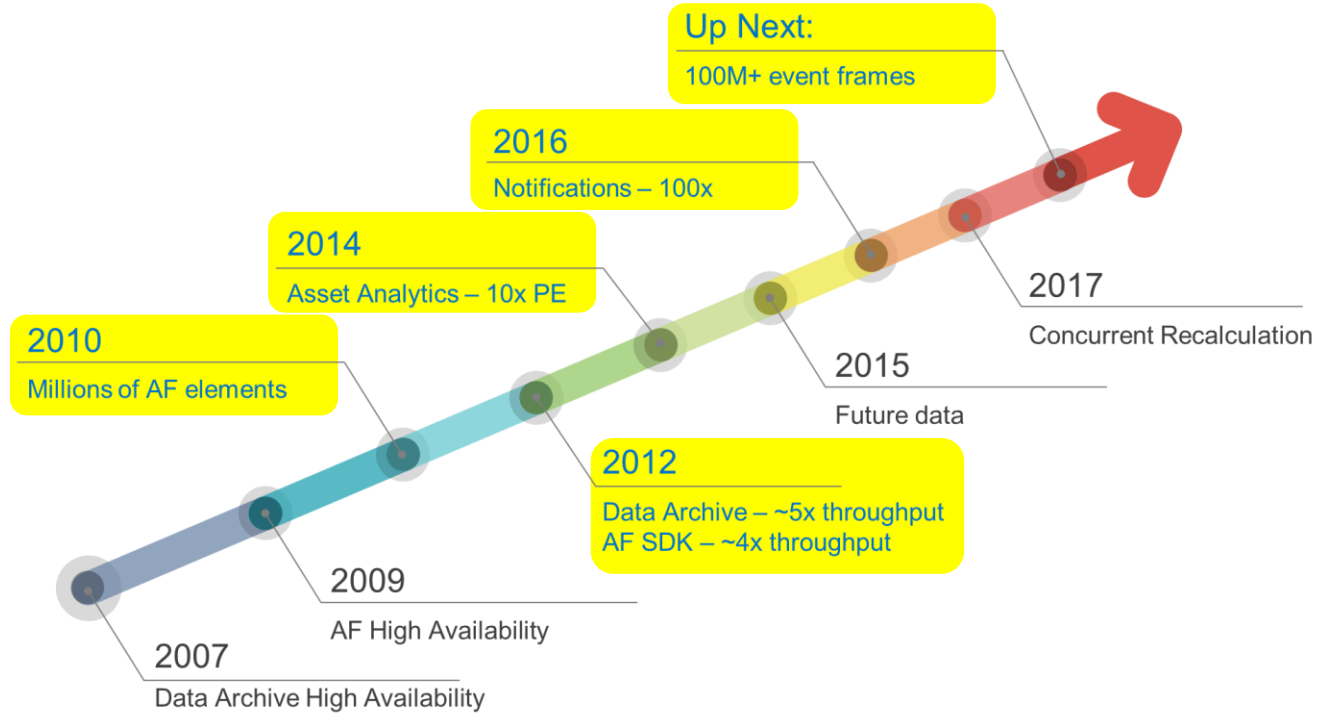 Up Next:
100M+ event frames
2016
Notifications – 100x
2014
Asset Analytics – 10x PE
2010
Millions of AF elements
2017
Concurrent Recalculation
2015
Future data
2012
Data Archive – ~5x throughput
AF SDK – ~4x throughput
2009
AF High Availability
2007
Data Archive High Availability